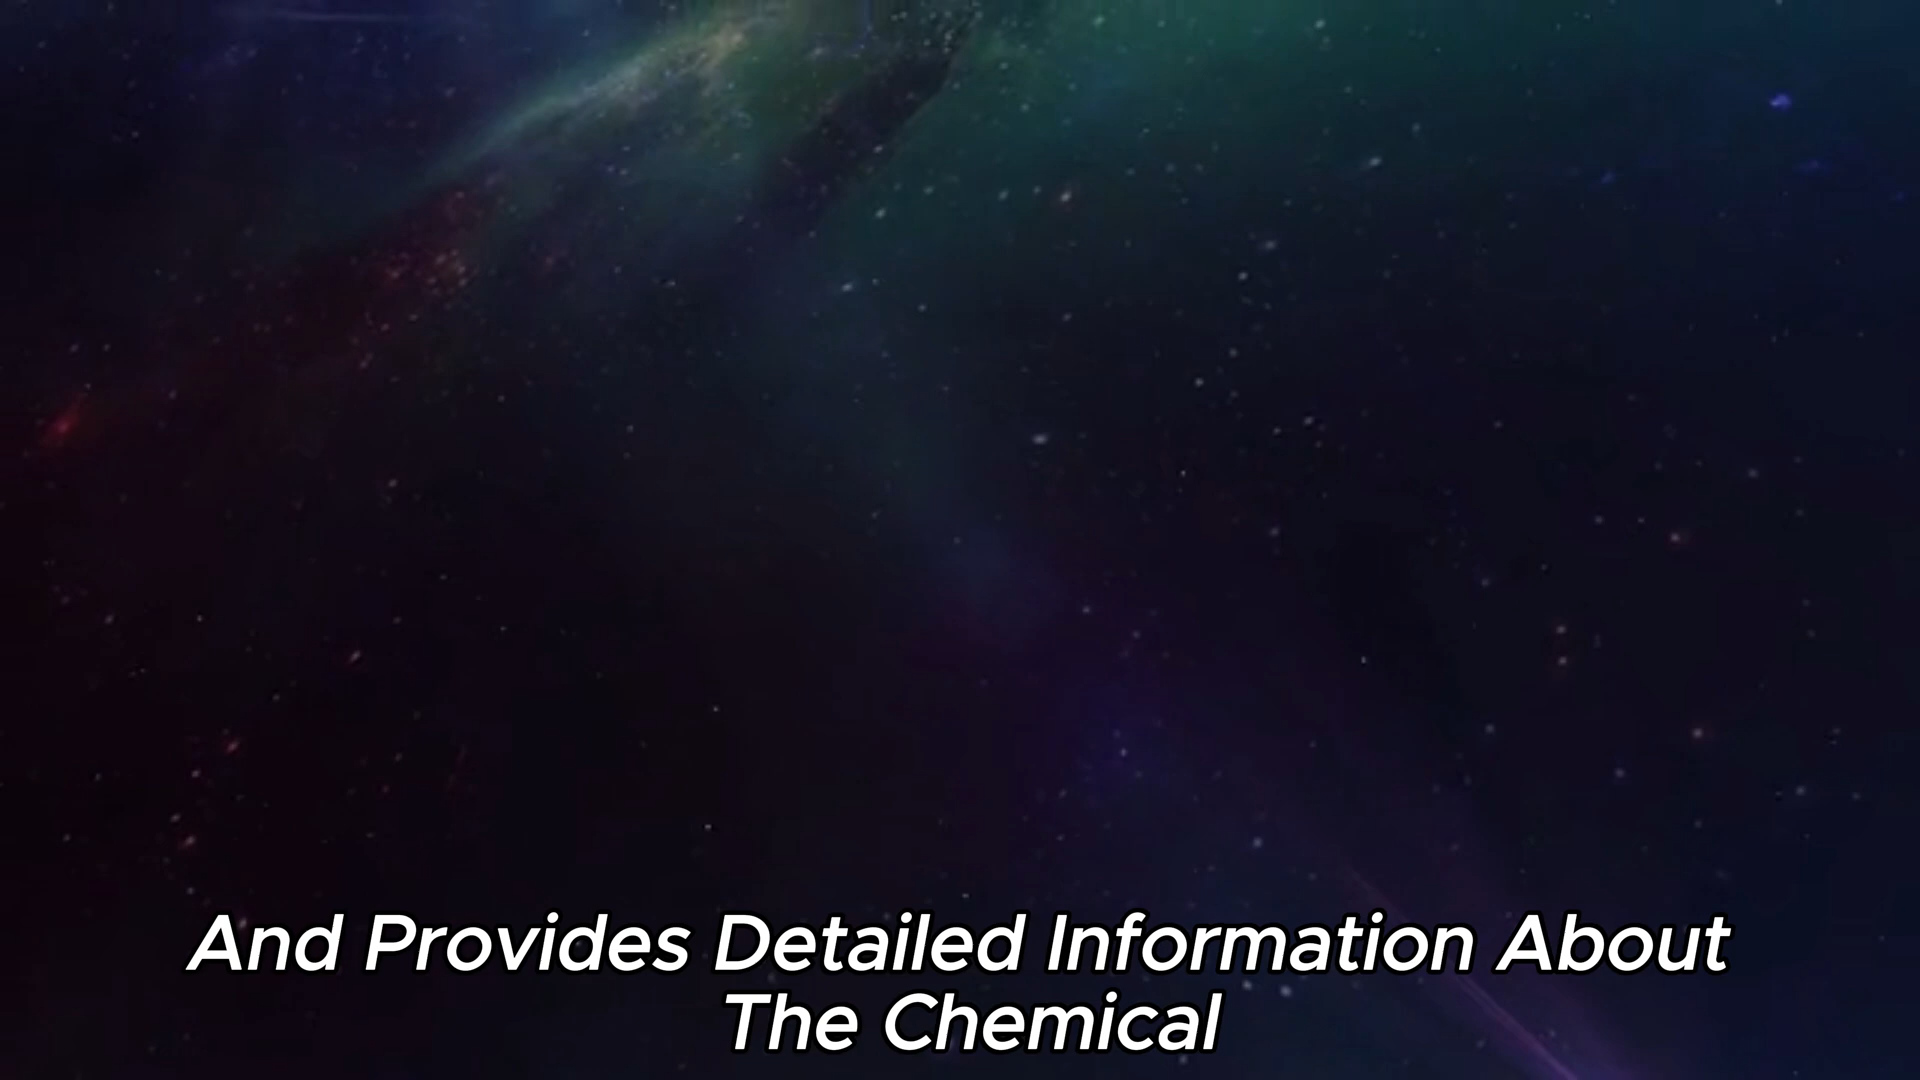 And Provides Detailed Information About
The Chemical